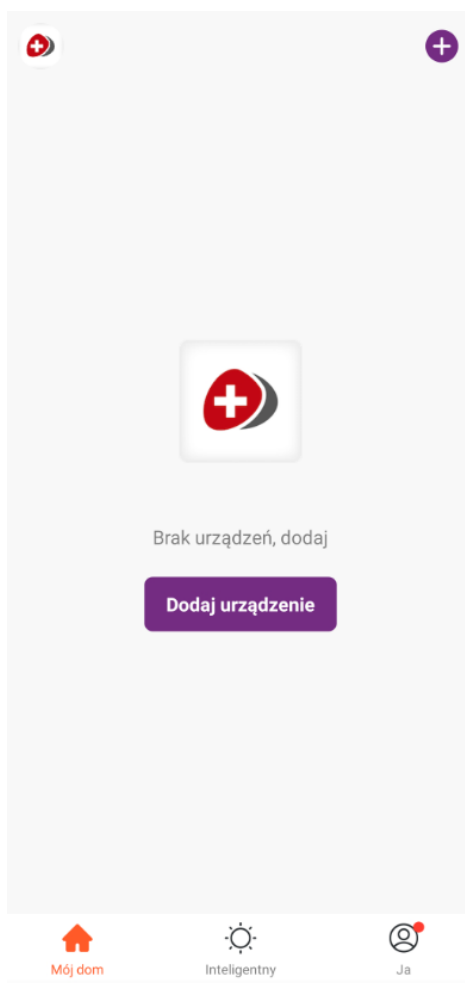 Brak urządzeń, dodaj
Dodaj urządzenie
Mój dom
Inteligentny
Ja